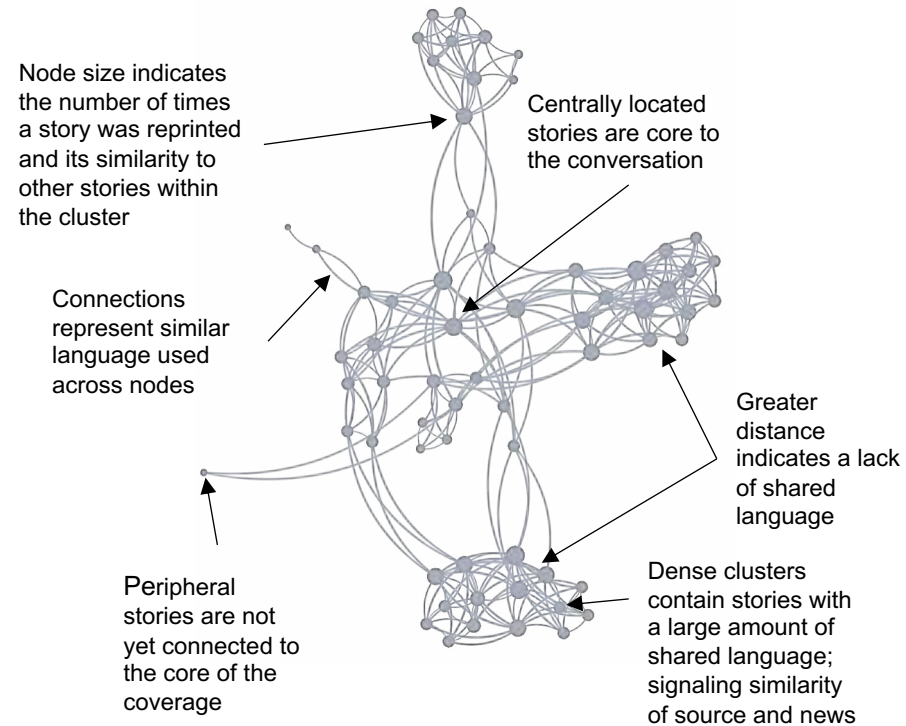 Node size indicates
the number of times
a story was reprinted
and its similarity to
other stories within
the cluster
Centrally located
stories are core to
the conversation
Connections
represent similar
language used
across nodes
Greater
distance
indicates a lack
of shared
language
Peripheral
stories are not
yet connected to
the core of the
coverage
Dense clusters
contain stories with
a large amount of
shared language;
signaling similarity
of source and news